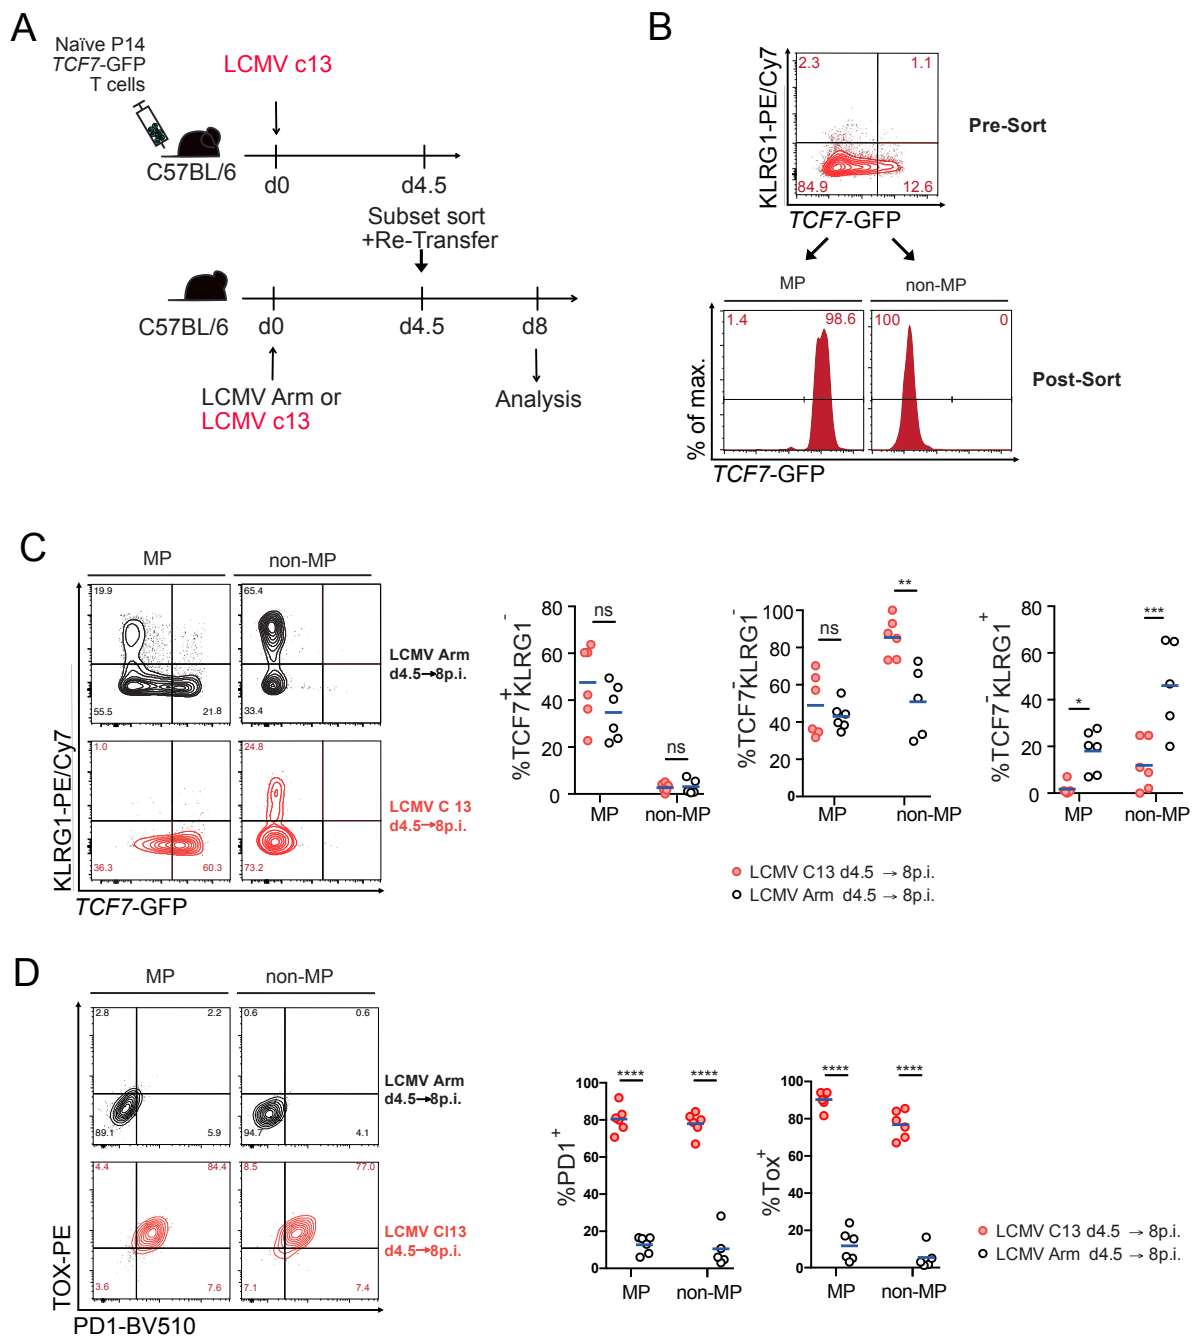 A
Naïve P14
TCF7-GFP
T cells
LCMV c13
C57BL/6
d0
d4.5
Subset sort
+Re-Transfer
C57BL/6
d0
d4.5
d8
LCMV Arm or
LCMV c13
Analysis
B
KLRG1-PE/Cy7
2.3
1.1
84.9
12.6
Pre-Sort
TCF7-GFP
MP
non-MP
% of max.
1.4
98.6
100
0
Post-Sort
TCF7-GFP
C
MP
non-MP
KLRG1-PE/Cy7
19.9
55.5
21.8
65.4
33.4
LCMV Arm
d4.5→8p.i.
1.0
36.3
60.3
24.8
73.2
LCMV C 13
d4.5→8p.i.
TCF7-GFP
%TCF7+KLRG1-
80
60
40
20
0
ns
ns
MP
non-MP
%TCF7-KLRG1-
100
80
60
40
20
0
ns
**
MP
non-MP
%TCF7-KLRG1+
80
60
40
20
0
*
***
MP
non-MP
LCMV C13 d4.5 → 8p.i.
LCMV Arm d4.5 → 8p.i.
D
MP
non-MP
TOX-PE
2.8
2.2
89.1
5.9
0.6
0.6
94.7
4.1
LCMV Arm
d4.5→8p.i.
4.4
84.4
3.6
7.6
8.5
77.0
7.1
7.4
LCMV Cl13
d4.5→8p.i.
PD1-BV510
%PD1+
100
80
60
40
20
0
****
****
MP
non-MP
%Tox+
100
80
60
40
20
0
****
****
MP
non-MP
LCMV C13 d4.5 → 8p.i.
LCMV Arm d4.5 → 8p.i.